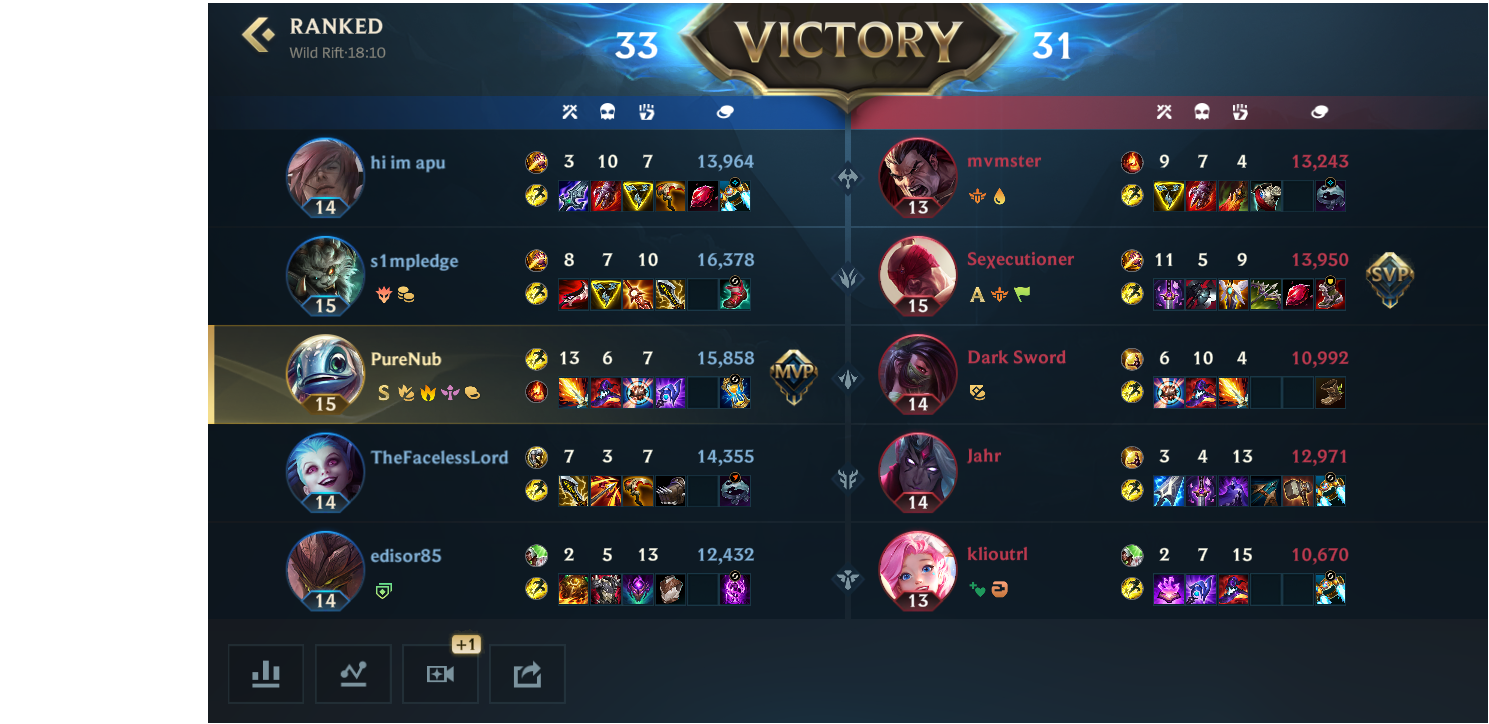 RANKED
Wild Rift·18:10
33 VICTORY 31
hi im apu 3 10 7 13,964
14
mvmster 9 7 4 13,243
13
s1mpledge 8 7 10 16,378
15
Sexecutioner 11 5 9 13,950 SVP
A
15
PureNub 13 6 7 15,858 MVP
S
15
Dark Sword 6 10 4 10,992
14
TheFacelessLord 7 3 7 14,355
14
Jahr 3 4 13 12,971
14
edisor85 2 5 13 12,432
14
klioutrl 2 7 15 10,670
13
+1